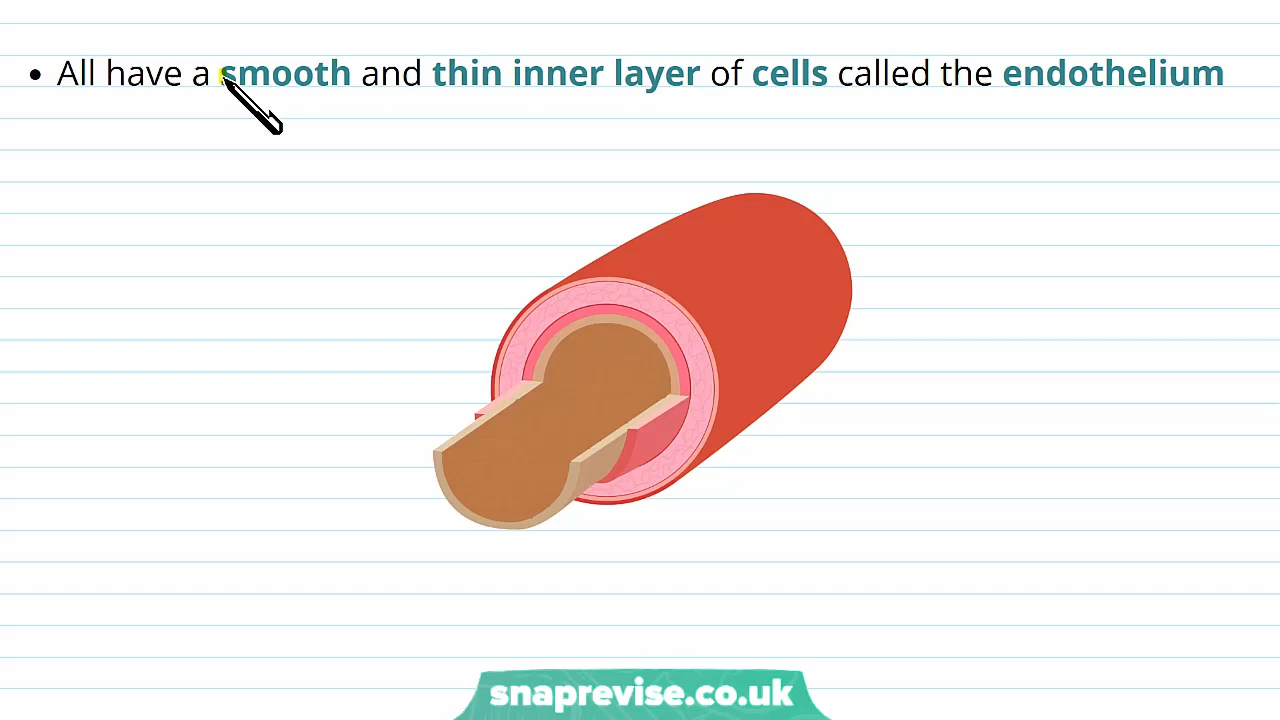 • All have a smooth and thin inner layer of cells called the endothelium
snaprevise.co.uk